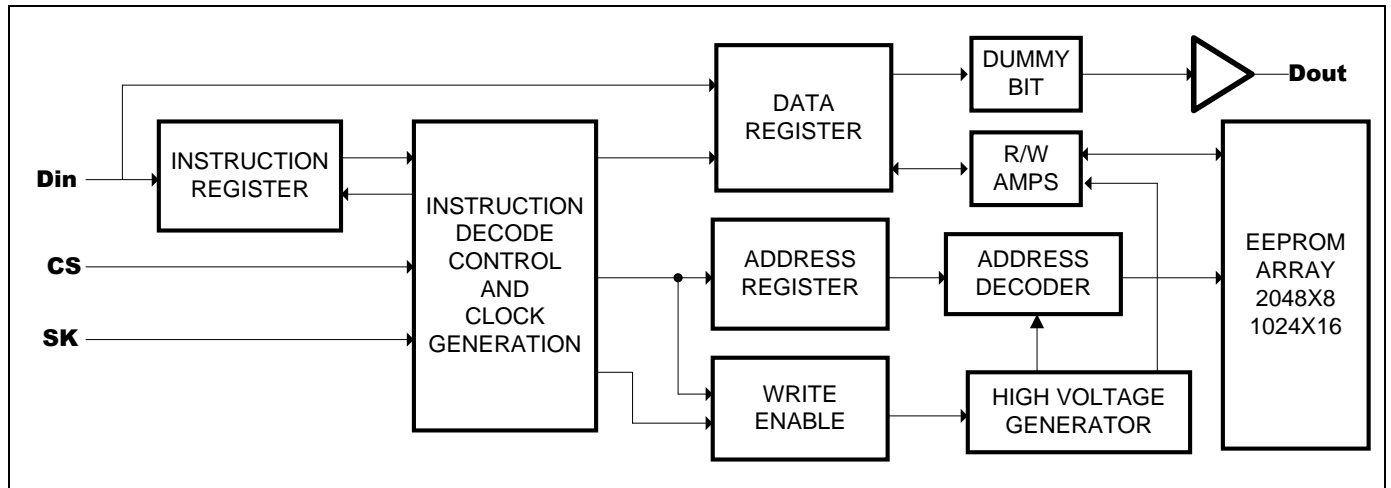 DUMMY
BIT
Dout
DATA
REGISTER
INSTRUCTION
REGISTER
Din
R/W
AMPS
INSTRUCTION
DECODE
CONTROL
AND
CLOCK
GENERATION
CS
SK
ADDRESS
REGISTER
ADDRESS
DECODER
EEPROM
ARRAY
2048X8
1024X16
WRITE
ENABLE
HIGH VOLTAGE
GENERATOR